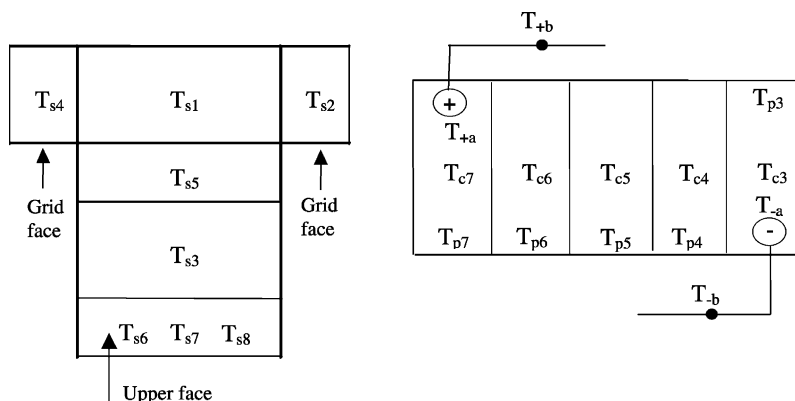 T+b
Ts4 Ts1 Ts2
+
T+a
Tp3
Ts5
Tc7 Tc6 Tc5 Tc4 Tc3
Grid
face
Grid
face
T-a
-
Ts3
Tp7 Tp6 Tp5 Tp4
T-b
Ts6 Ts7 Ts8
Upper face